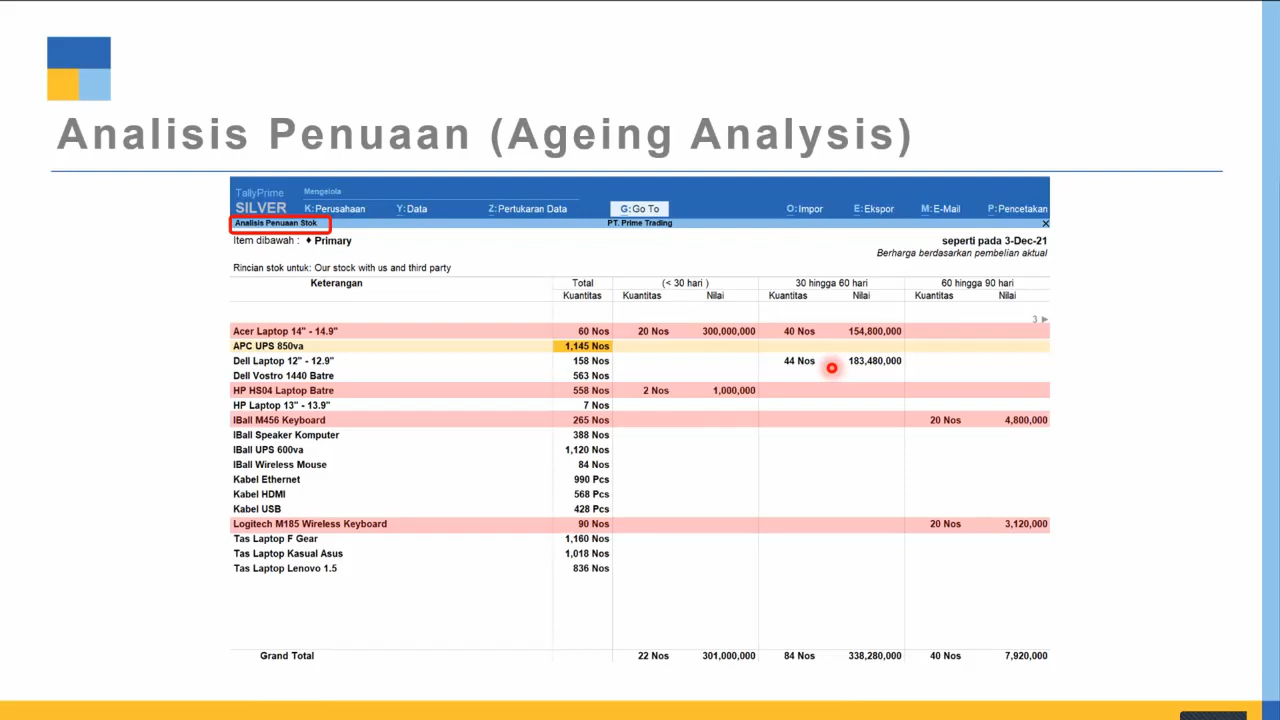 Analisis Penuaan (Ageing Analysis)
TallyPrime Mengelola
SILVER K:Perusahaan Y:Data Z:Pertukaran Data G:Go To O:Impor E:Ekspor M:E-Mail P:Pencetakan
Analisis Penuaan Stok PT. Prime Trading
Item dibawah : ♦ Primary seperti pada 3-Dec-21
Berharga berdasarkan pembelian aktual
Rincian stok untuk: Our stock with us and third party
Keterangan Total (< 30 hari ) 30 hingga 60 hari 60 hingga 90 hari
Kuantitas Kuantitas Nilai Kuantitas Nilai Kuantitas Nilai
3 ►
Acer Laptop 14" - 14.9" 60 Nos 20 Nos 300,000,000 40 Nos 154,800,000
APC UPS 850va 1,145 Nos
Dell Laptop 12" - 12.9" 158 Nos 44 Nos 183,480,000
Dell Vostro 1440 Batre 563 Nos
HP HS04 Laptop Batre 558 Nos 2 Nos 1,000,000
HP Laptop 13" - 13.9" 7 Nos
IBall M456 Keyboard 265 Nos 20 Nos 4,800,000
IBall Speaker Komputer 388 Nos
IBall UPS 600va 1,120 Nos
IBall Wireless Mouse 84 Nos
Kabel Ethernet 990 Pcs
Kabel HDMI 568 Pcs
Kabel USB 428 Pcs
Logitech M185 Wireless Keyboard 90 Nos 20 Nos 3,120,000
Tas Laptop F Gear 1,160 Nos
Tas Laptop Kasual Asus 1,018 Nos
Tas Laptop Lenovo 1.5 836 Nos
Grand Total 22 Nos 301,000,000 84 Nos 338,280,000 40 Nos 7,920,000